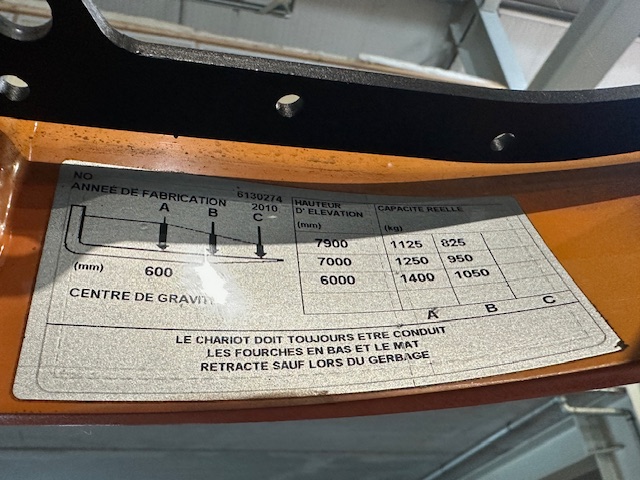 NO 6130274
ANNEE DE FABRICATION 2010
A B C
(mm) 600
CENTRE DE GRAVITE
HAUTEUR D' ELEVATION (mm) CAPACITE REELLE (kg)
7900 1125 825
7000 1250 950
6000 1400 1050
A B C
LE CHARIOT DOIT TOUJOURS ETRE CONDUIT
LES FOURCHES EN BAS ET LE MAT
RETRACTE SAUF LORS DU GERBAGE